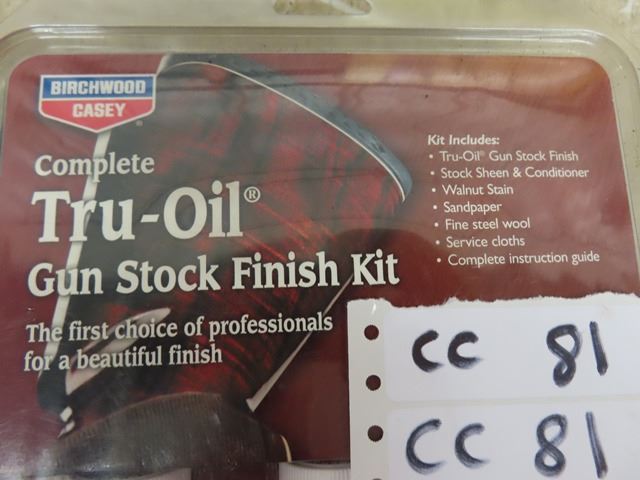 BIRCHWOOD
CASEY
Complete
Tru-Oil®
Gun Stock Finish Kit
The first choice of professionals
for a beautiful finish
Kit Includes:
• Tru-Oil® Gun Stock Finish
• Stock Sheen & Conditioner
• Walnut Stain
• Sandpaper
• Fine steel wool
• Service cloths
• Complete instruction guide
CC 81
CC 81